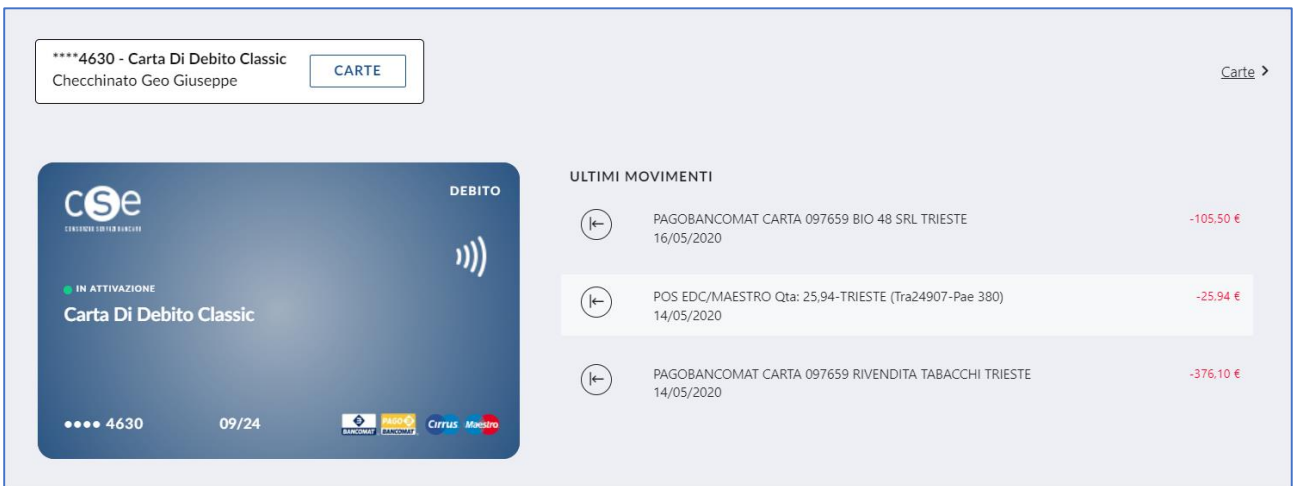 ****4630 - Carta Di Debito Classic
Checchinato Geo Giuseppe
CARTE
Carte
cse
CONSORZIO SERVIZI BANCARI
DEBITO
IN ATTIVAZIONE
Carta Di Debito Classic
4630
09/24
BANCOMAT
PAGO
BANCOMAT
Cirrus
Maestro
ULTIMI MOVIMENTI
PAGOBANCOMAT CARTA 097659 BIO 48 SRL TRIESTE
-105,50 €
16/05/2020
POS EDC/MAESTRO Qta: 25,94-TRIESTE (Tra24907-Pae 380)
-25,94 €
14/05/2020
PAGOBANCOMAT CARTA 097659 RIVENDITA TABACCHI TRIESTE
-376,10 €
14/05/2020